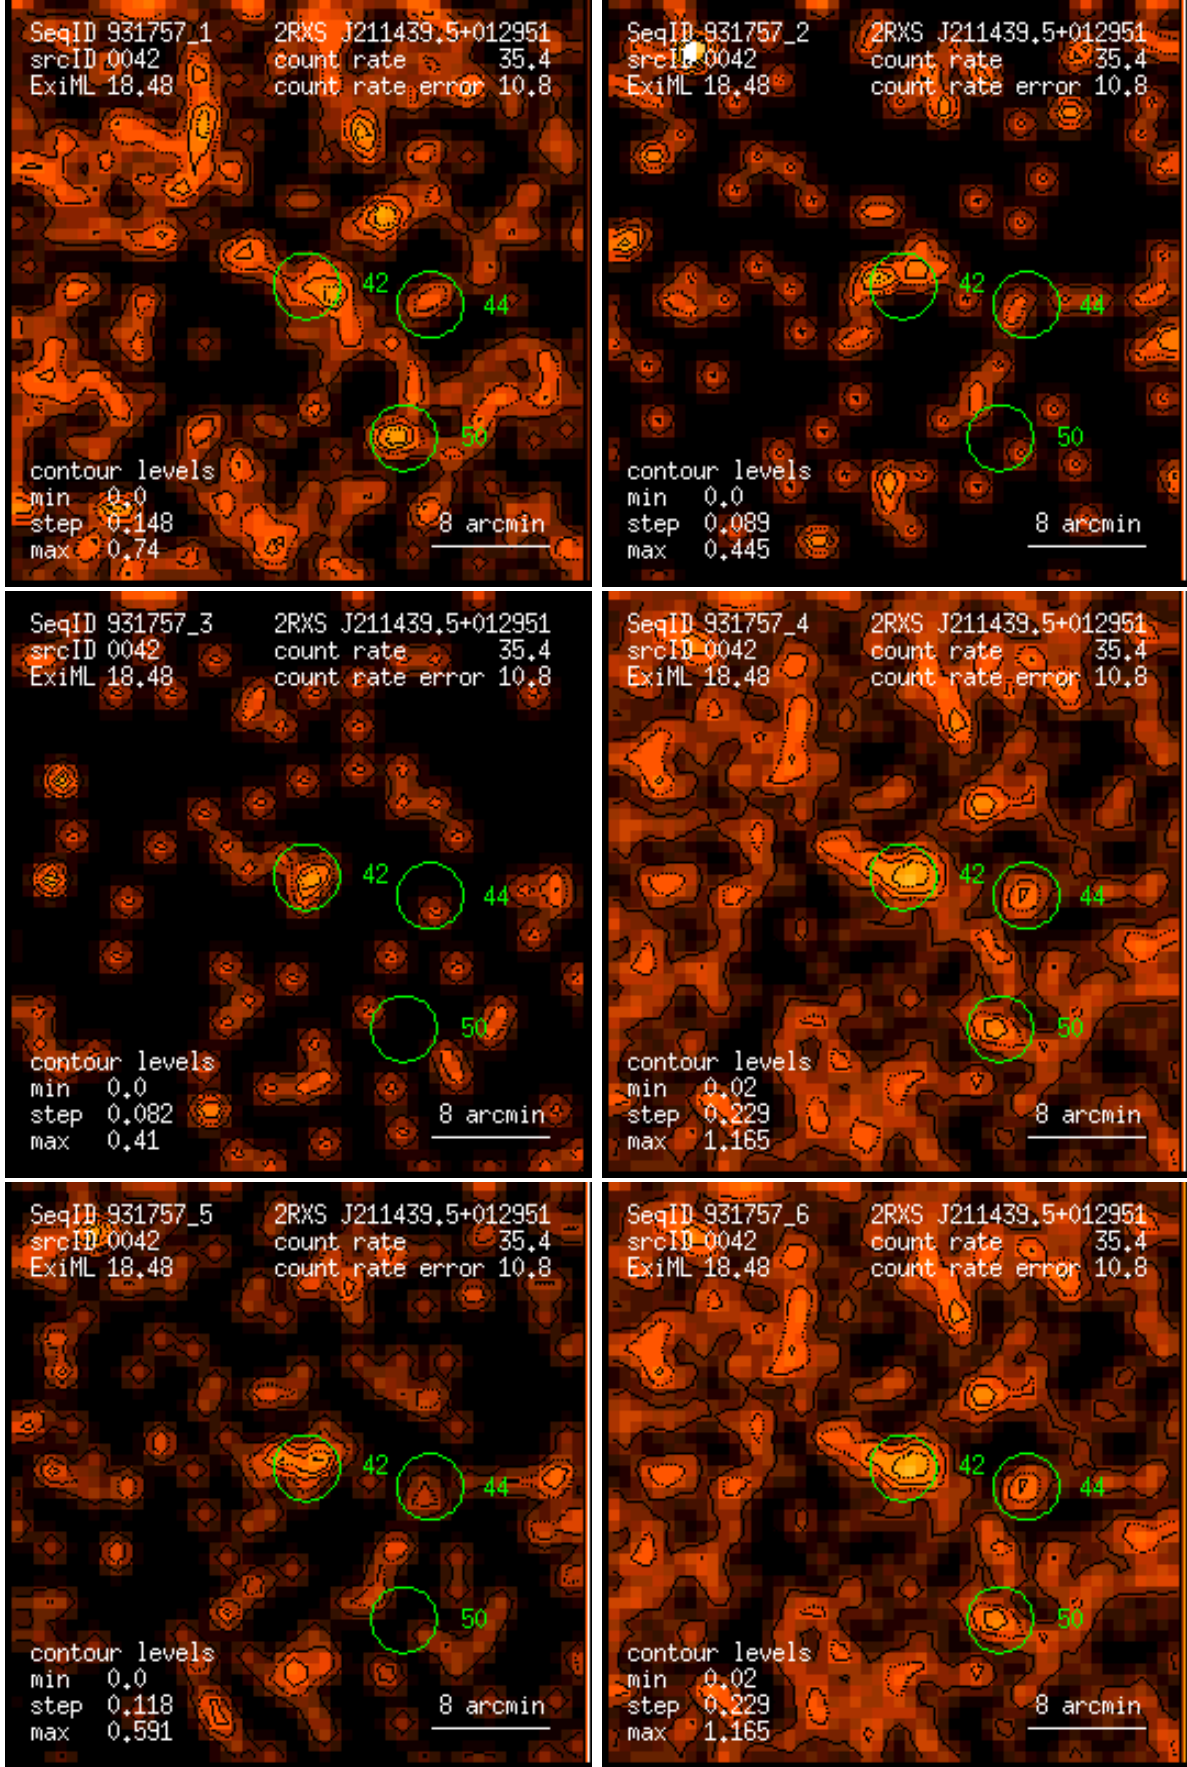 SeqID 931757_1 2RXS J211439.5+012951
srcID 0042 count rate 35.4
ExiML 18.48 count rate error 10.8
42
44
50
contour levels
min 0.0
step 0.148 8 arcmin
max 0.74
SeqID 931757_2 2RXS J211439.5+012951
srcID 0042 count rate 35.4
ExiML 18.48 count rate error 10.8
42
44
50
contour levels
min 0.0
step 0.089 8 arcmin
max 0.445
SeqID 931757_3 2RXS J211439.5+012951
srcID 0042 count rate 35.4
ExiML 18.48 count rate error 10.8
42
44
50
contour levels
min 0.0
step 0.082 8 arcmin
max 0.41
SeqID 931757_4 2RXS J211439.5+012951
srcID 0042 count rate 35.4
ExiML 18.48 count rate error 10.8
42
44
50
contour levels
min 0.02
step 0.229 8 arcmin
max 1.165
SeqID 931757_5 2RXS J211439.5+012951
srcID 0042 count rate 35.4
ExiML 18.48 count rate error 10.8
42
44
50
contour levels
min 0.0
step 0.118 8 arcmin
max 0.591
SeqID 931757_6 2RXS J211439.5+012951
srcID 0042 count rate 35.4
ExiML 18.48 count rate error 10.8
42
44
50
contour levels
min 0.02
step 0.229 8 arcmin
max 1.165